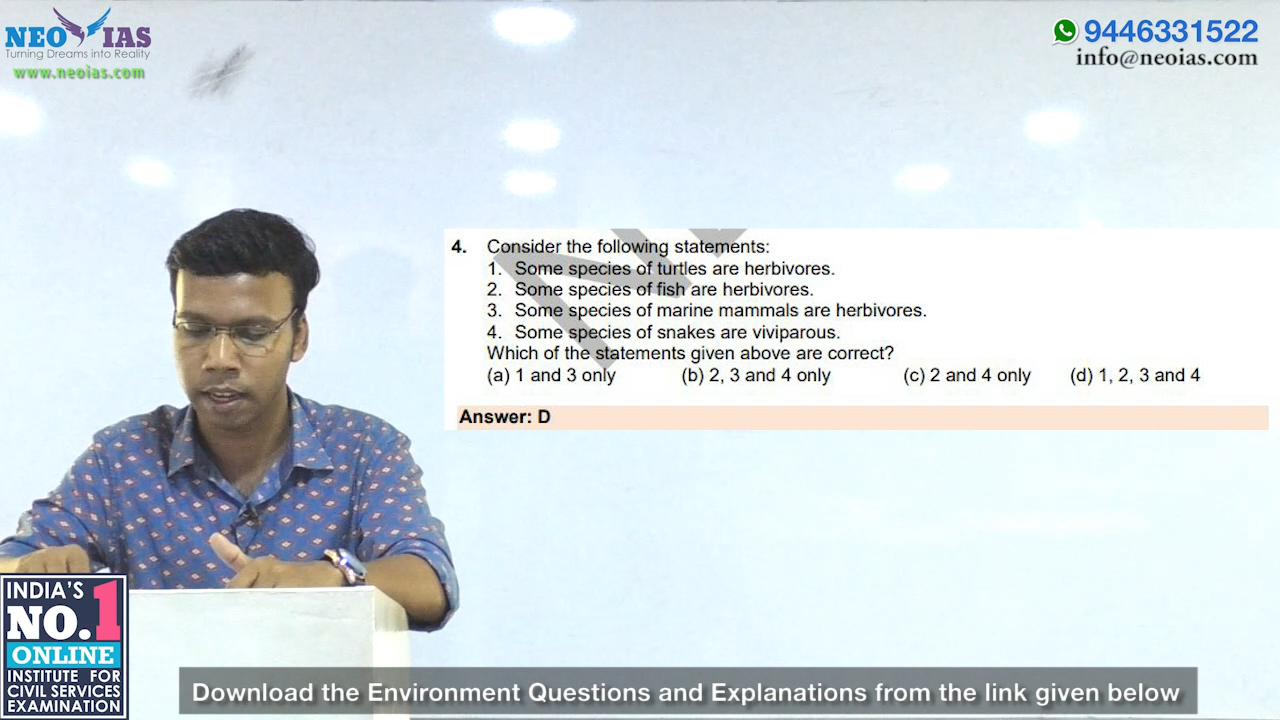 NEO IAS
Turning Dreams into Reality
www.neoias.com
9446331522
info@neoias.com
4. Consider the following statements:
1. Some species of turtles are herbivores.
2. Some species of fish are herbivores.
3. Some species of marine mammals are herbivores.
4. Some species of snakes are viviparous.
Which of the statements given above are correct?
(a) 1 and 3 only (b) 2, 3 and 4 only (c) 2 and 4 only (d) 1, 2, 3 and 4
Answer: D
INDIA'S
NO.1
ONLINE
INSTITUTE FOR
CIVIL SERVICES
EXAMINATION
Download the Environment Questions and Explanations from the link given below